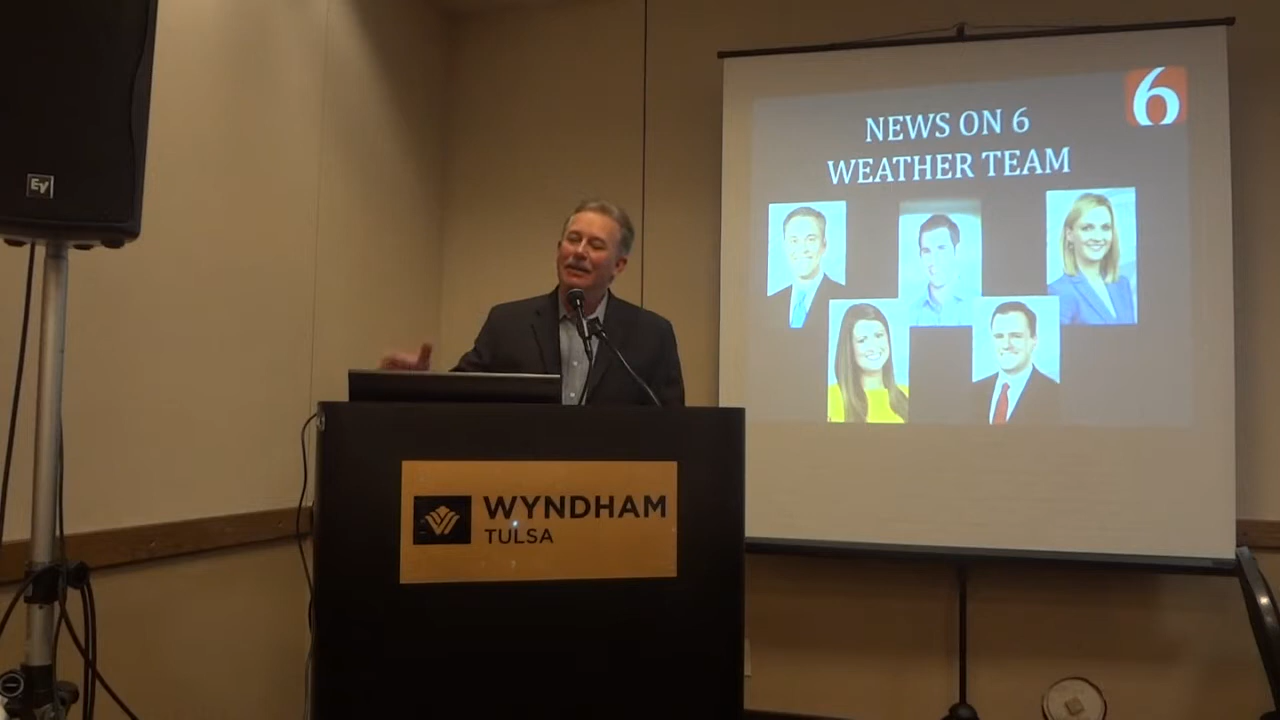 EV
6
NEWS ON 6
WEATHER TEAM
WYNDHAM
TULSA